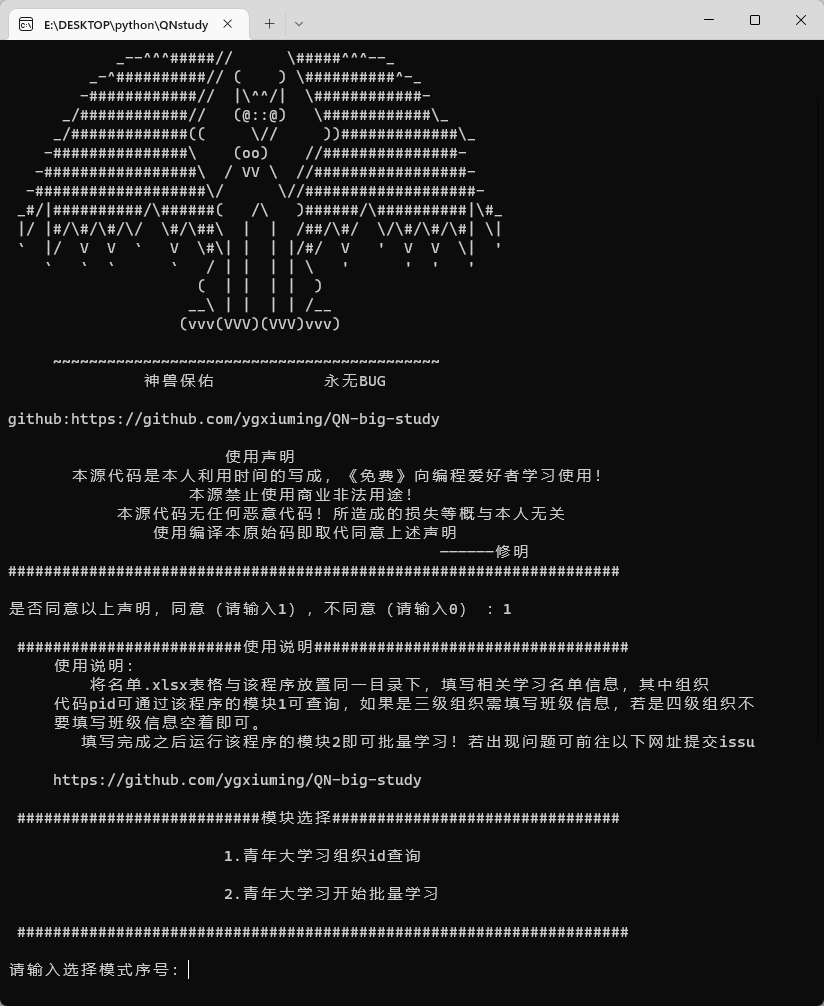 E:\DESKTOP\python\QNstudy
            _--^^^#####//      \#####^^^--_
         _-^##########// (    ) \##########^-_
        -############//  |\^^/|  \############-
      _/############//   (@::@)   \############\_
     _/#############((     \//     ))#############\_
    -###############\    (oo)    //###############-
   -#################\  / VV \  //#################-
  -###################\/      \//###################-
 _#/|##########/\######(   /\   )######/\##########|\#_
 |/ |#/\#/\#/\/  \#/\##\  |  |  /##/\#/  \/\#/\#/\#| \|
 `  |/  V  V  `   V  \#\| |  | |/#/  V   '  V  V  \|  '
    `   `  `      `   / | |  | | \   '      '  '   '
                     (  | |  | |  )
                    __\ | |  | | /__
                   (vvv(VVV)(VVV)vvv)
     ~~~~~~~~~~~~~~~~~~~~~~~~~~~~~~~~~~~~~~~~~~~
神兽保佑            永无BUG
github:https://github.com/ygxiuming/QN-big-study
使用声明
本源代码是本人利用时间的写成，《免费》向编程爱好者学习使用！
本源禁止使用商业非法用途！
本源代码无任何恶意代码！所造成的损失等概与本人无关
使用编译本原始码即取代同意上述声明
——————修明
####################################################################
是否同意以上声明，同意（请输入1），不同意（请输入0） ：1
#########################使用说明###################################
使用说明：
将名单.xlsx表格与该程序放置同一目录下，填写相关学习名单信息，其中组织
代码pid可通过该程序的模块1可查询，如果是三级组织需填写班级信息，若是四级组织不
要填写班级信息空着即可。
填写完成之后运行该程序的模块2即可批量学习！若出现问题可前往以下网址提交issu
https://github.com/ygxiuming/QN-big-study
###########################模块选择################################
1.青年大学习组织id查询
2.青年大学习开始批量学习
####################################################################
请输入选择模式序号：